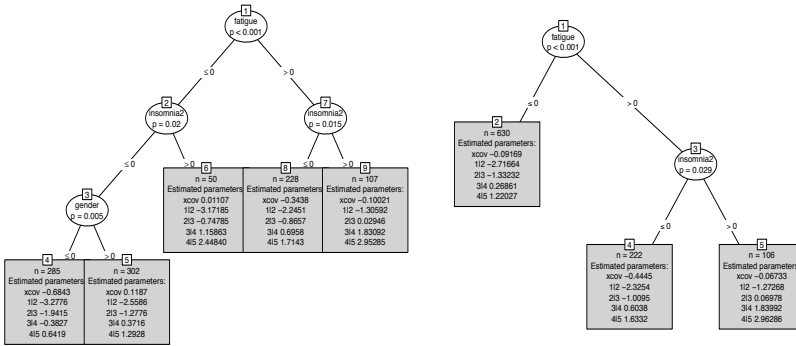 1
fatigue
p < 0.001
≤ 0
> 0
2
insomnia2
p = 0.02
7
insomnia2
p = 0.015
≤ 0
> 0
≤ 0
> 0
3
gender
p = 0.005
≤ 0
> 0
4
n = 285
Estimated parameters:
xcov −0.6843
1|2 −3.2776
2|3 −1.9415
3|4 −0.3827
4|5 0.6419
5
n = 302
Estimated parameters:
xcov 0.1187
1|2 −2.5586
2|3 −1.2776
3|4 0.3716
4|5 1.2928
6
n = 50
Estimated parameters:
xcov 0.01107
1|2 −3.17185
2|3 −0.74785
3|4 1.15863
4|5 2.44840
8
n = 228
Estimated parameters:
xcov −0.3438
1|2 −2.2451
2|3 −0.8657
3|4 0.6958
4|5 1.7143
9
n = 107
Estimated parameters:
xcov −0.10021
1|2 −1.30592
2|3 0.02946
3|4 1.83092
4|5 2.95285
1
fatigue
p < 0.001
≤ 0
> 0
2
n = 630
Estimated parameters:
xcov −0.09169
1|2 −2.71664
2|3 −1.33232
3|4 0.26861
4|5 1.22027
3
insomnia2
p = 0.029
≤ 0
> 0
4
n = 222
Estimated parameters:
xcov −0.4445
1|2 −2.3254
2|3 −1.0095
3|4 0.6038
4|5 1.6332
5
n = 106
Estimated parameters:
xcov −0.06733
1|2 −1.27268
2|3 0.06978
3|4 1.83992
4|5 2.96286